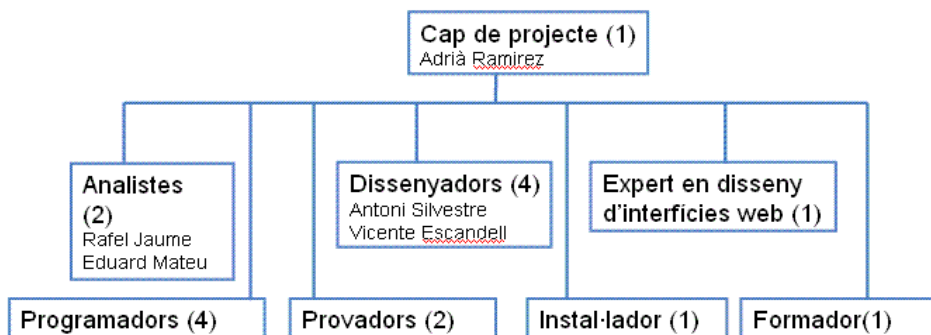 Cap de projecte (1)
Adrià Ramirez
Analistes
(2)
Rafel Jaume
Eduard Mateu
Dissenyadors (4)
Antoni Silvestre
Vicente Escandell
Expert en disseny
d'interfícies web (1)
Programadors (4)
Provadors (2)
Instal·lador (1)
Formador(1)